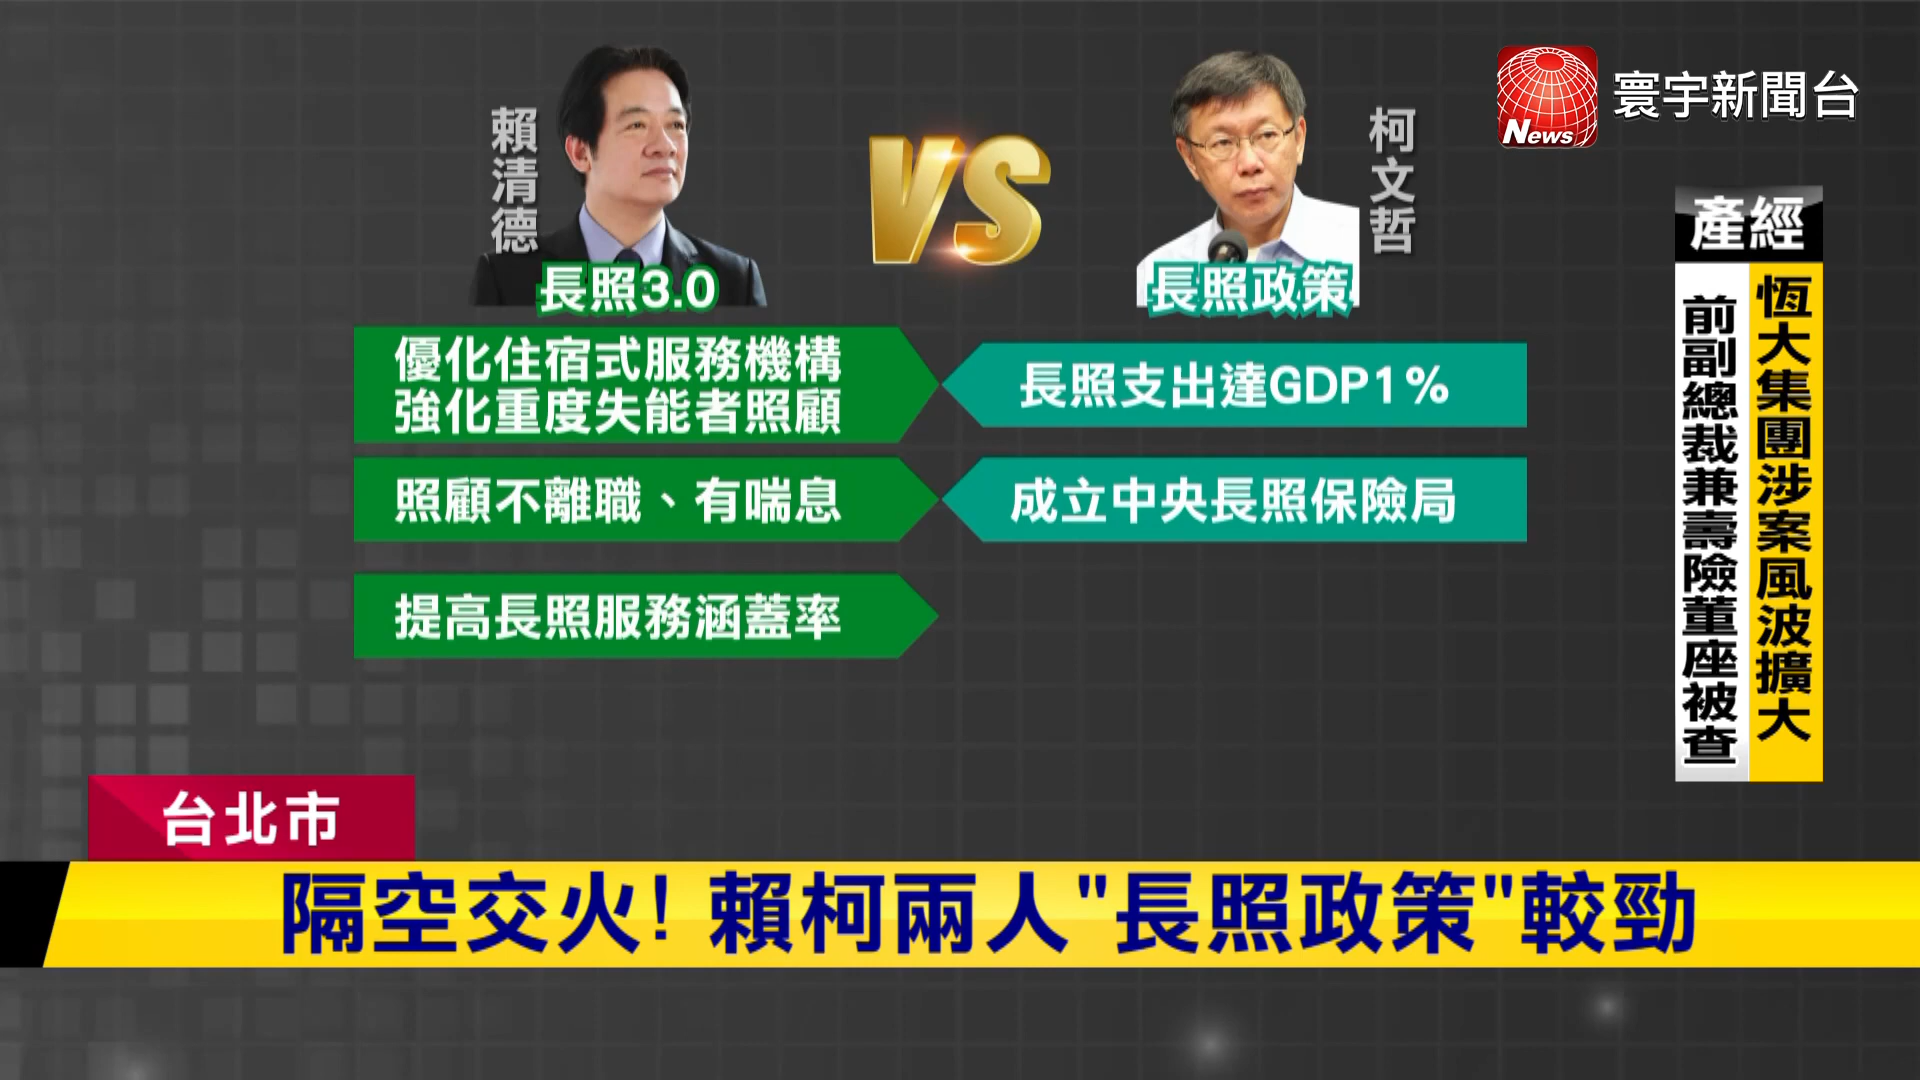 News
寰宇新聞台
賴清德
VS
柯文哲
長照3.0
長照政策
優化住宿式服務機構
強化重度失能者照顧
照顧不離職、有喘息
提高長照服務涵蓋率
長照支出達GDP1%
成立中央長照保險局
產經
恆大集團涉案風波擴大
前副總裁兼壽險董座被查
台北市
隔空交火! 賴柯兩人"長照政策"較勁